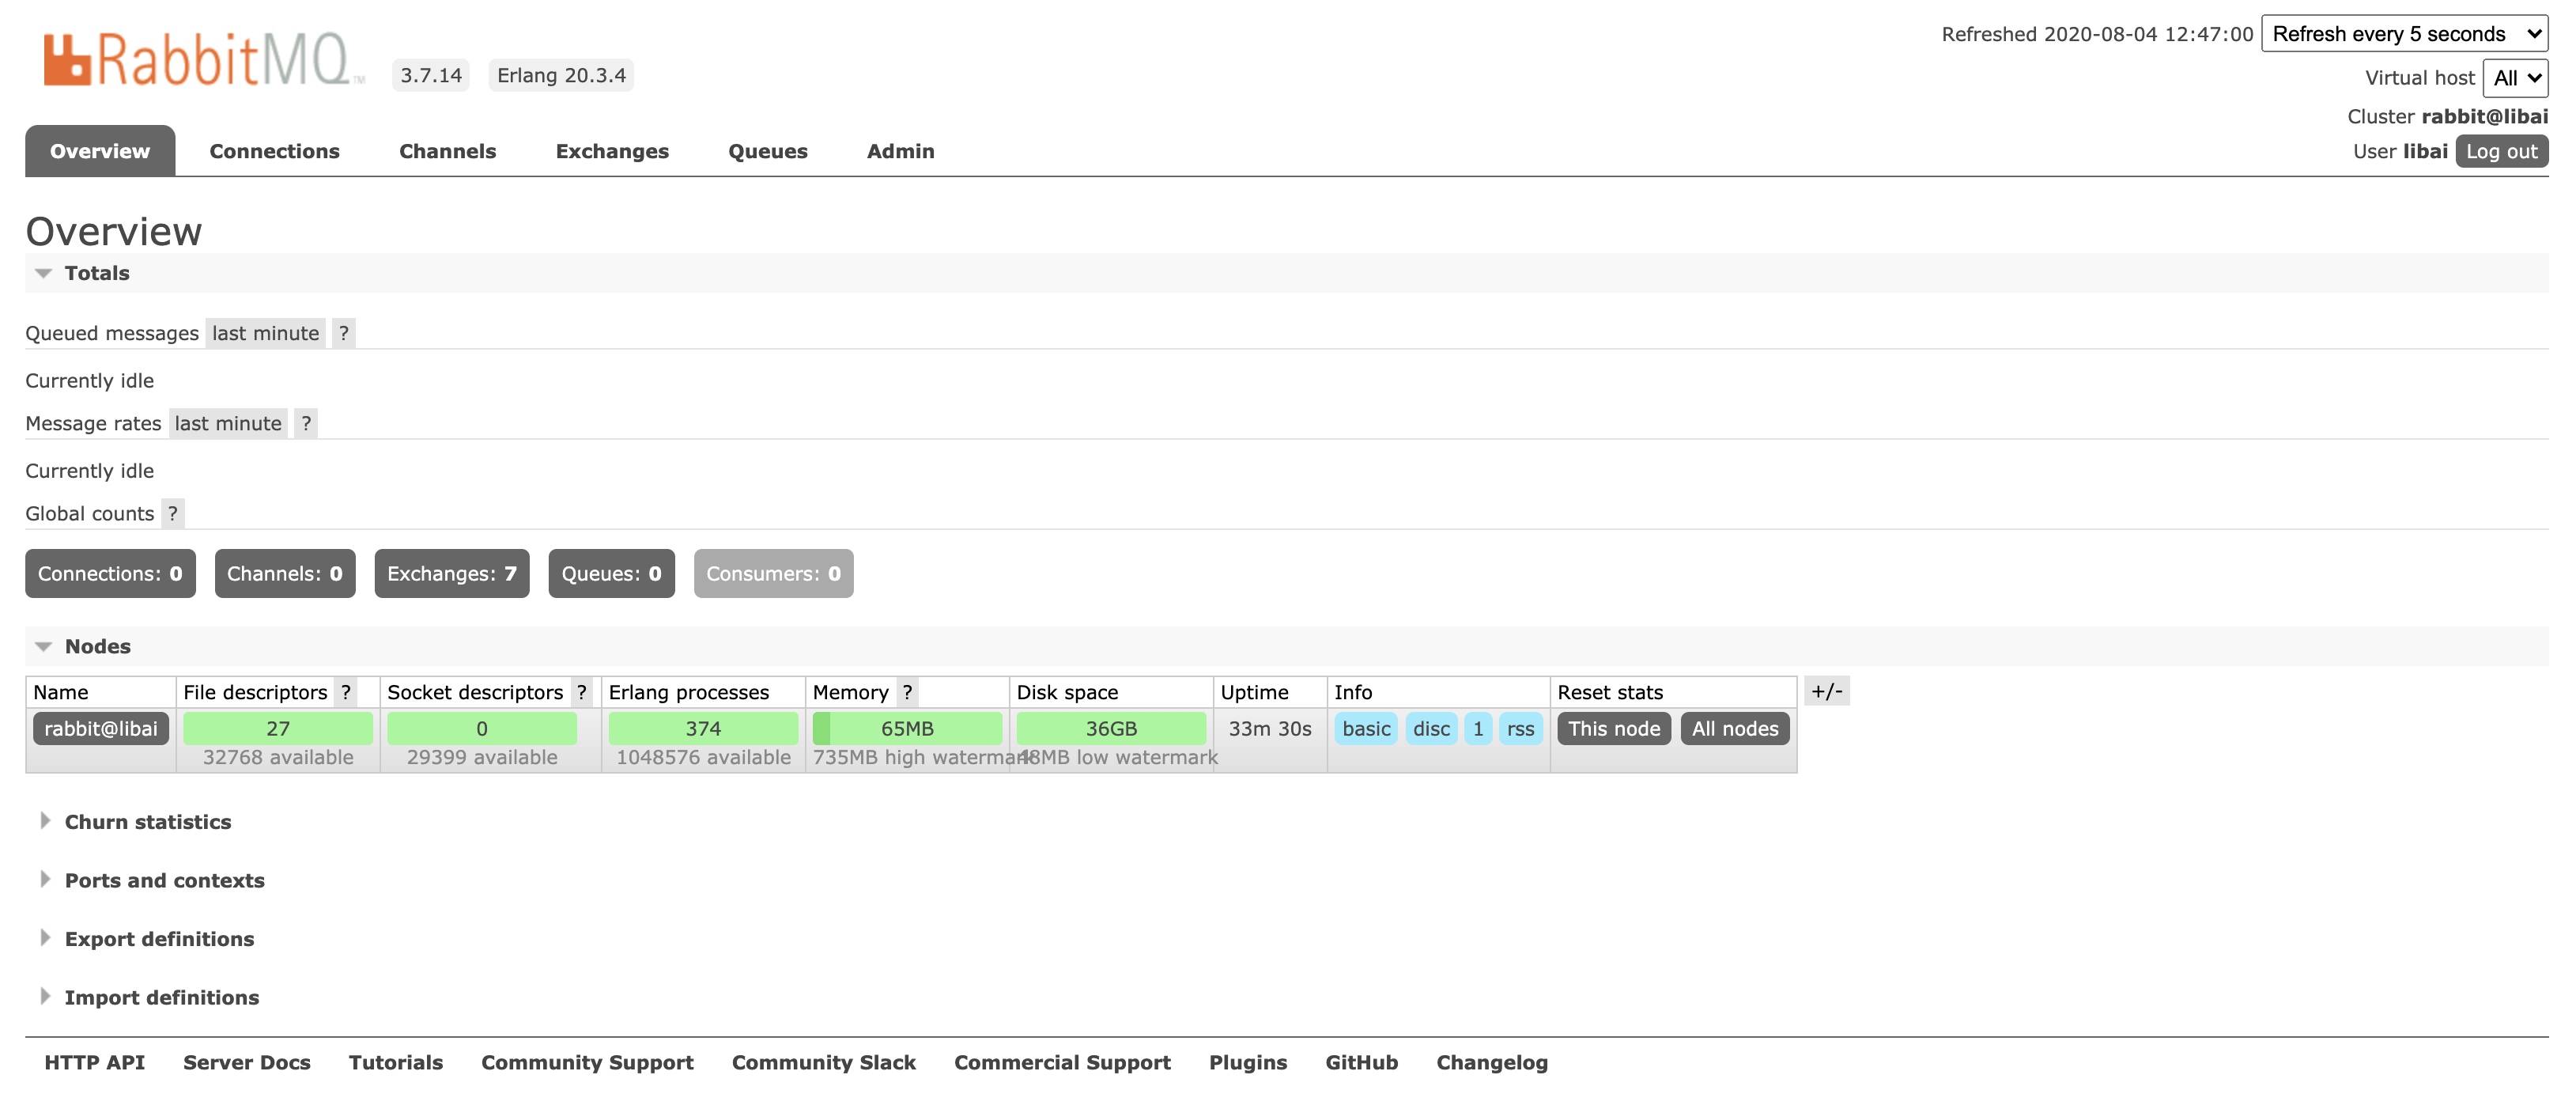 RabbitMQ™ 3.7.14 Erlang 20.3.4
Refreshed 2020-08-04 12:47:00 Refresh every 5 seconds
Virtual host All
Cluster rabbit@libai
User libai Log out
Overview Connections Channels Exchanges Queues Admin
Overview
Totals
Queued messages last minute ?
Currently idle
Message rates last minute ?
Currently idle
Global counts ?
Connections: 0 Channels: 0 Exchanges: 7 Queues: 0 Consumers: 0
Nodes
Name File descriptors ? Socket descriptors ? Erlang processes Memory ? Disk space Uptime Info Reset stats +/-
rabbit@libai 27 0 374 65MB 36GB 33m 30s basic disc 1 rss This node All nodes
32768 available 29399 available 1048576 available 735MB high watermark 48MB low watermark
Churn statistics
Ports and contexts
Export definitions
Import definitions
HTTP API Server Docs Tutorials Community Support Community Slack Commercial Support Plugins GitHub Changelog